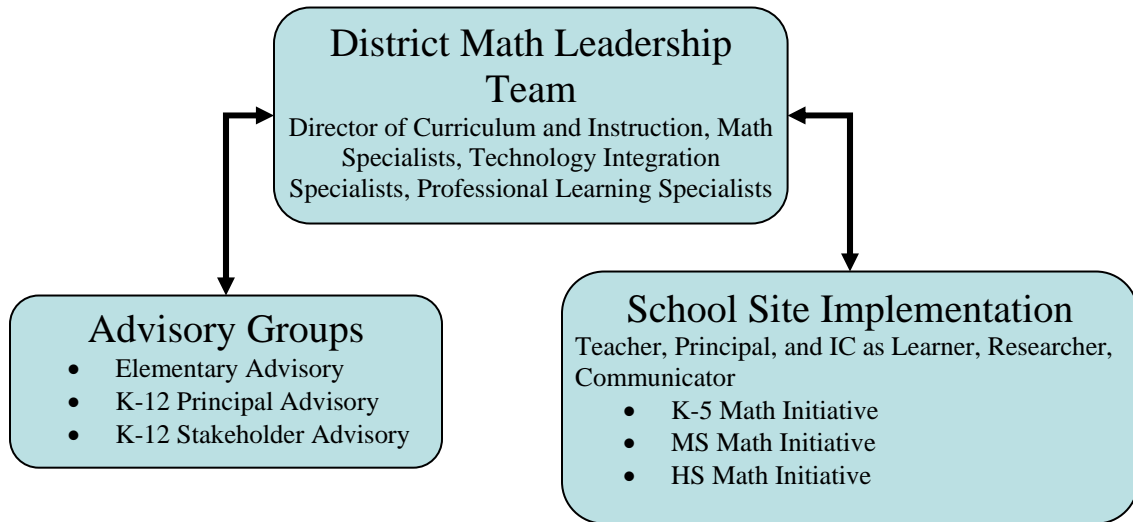 District Math Leadership
Team
Director of Curriculum and Instruction, Math
Specialists, Technology Integration
Specialists, Professional Learning Specialists
Advisory Groups
• Elementary Advisory
• K-12 Principal Advisory
• K-12 Stakeholder Advisory
School Site Implementation
Teacher, Principal, and IC as Learner, Researcher,
Communicator
• K-5 Math Initiative
• MS Math Initiative
• HS Math Initiative